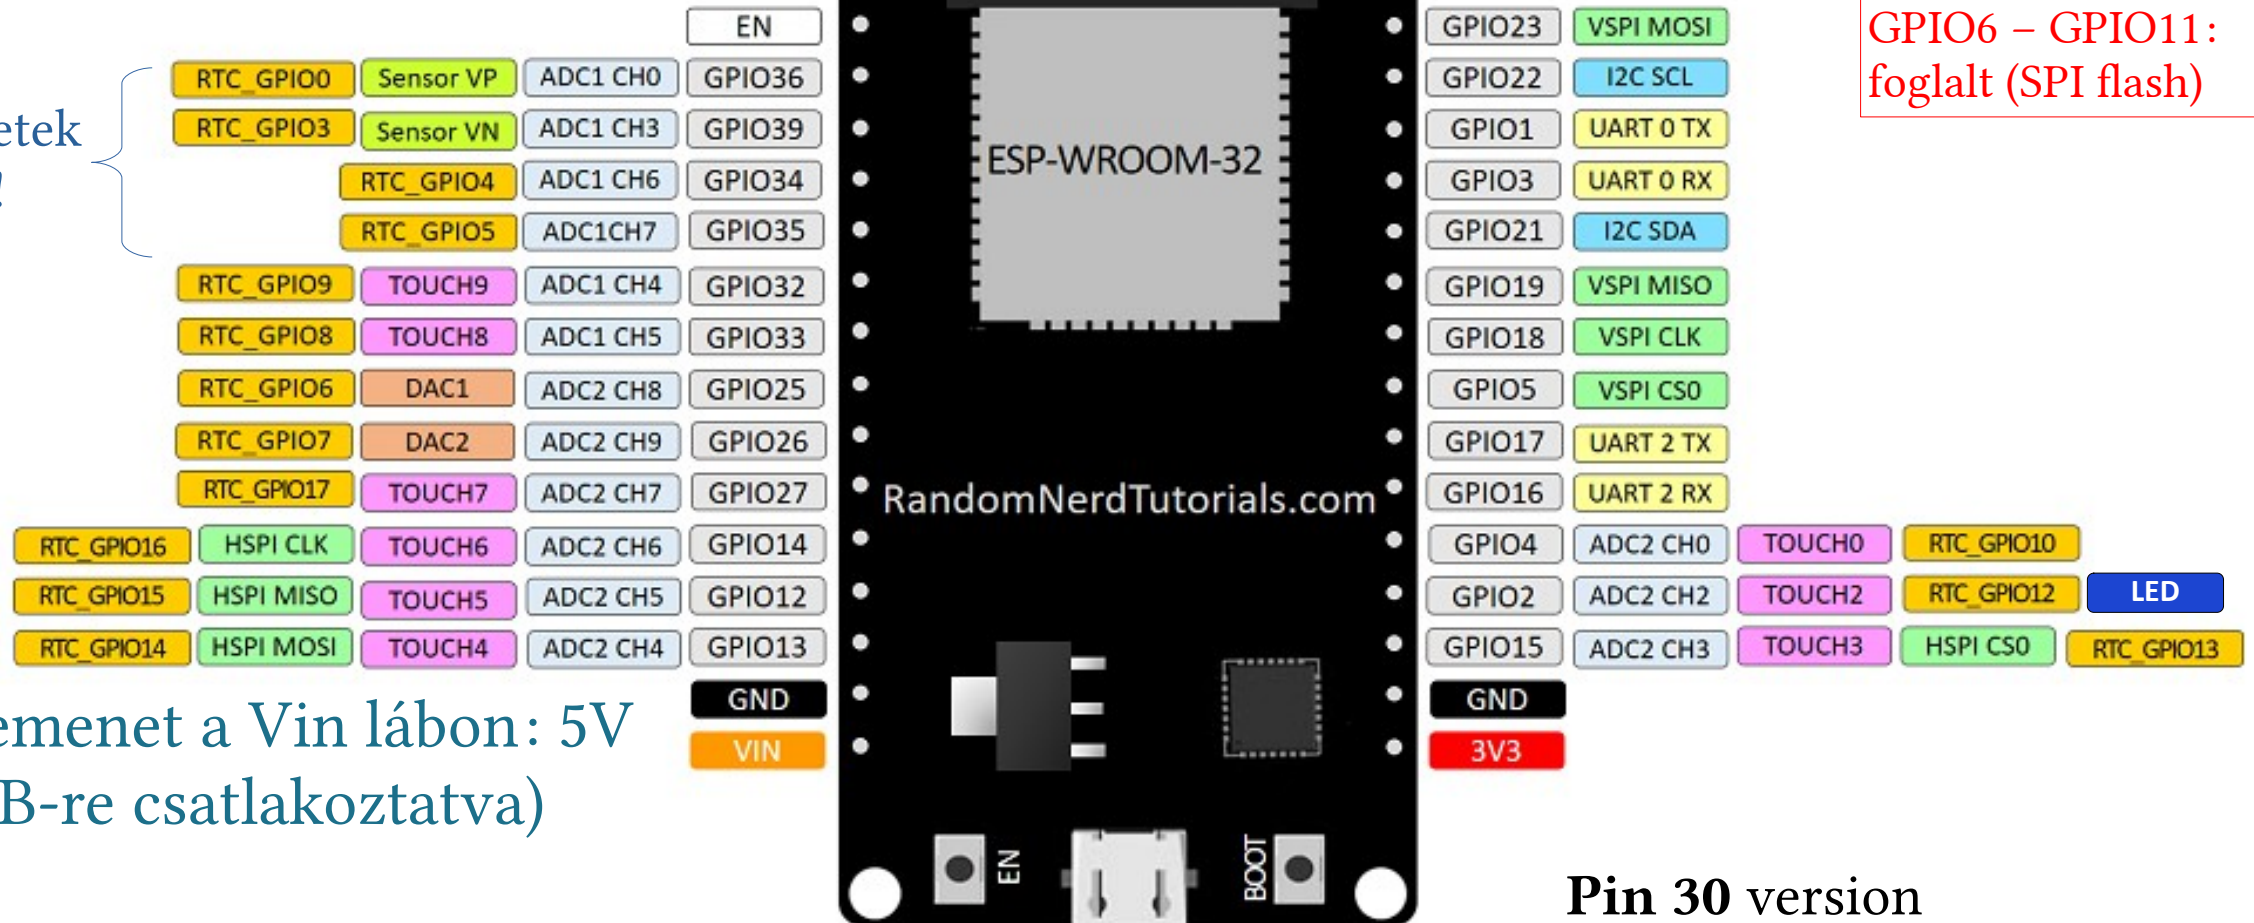 EN
GPIO23 VSPI MOSI
GPIO6 – GPIO11:
foglalt (SPI flash)
RTC_GPIO0 Sensor VP ADC1 CH0 GPIO36
GPIO22 I2C SCL
RTC_GPIO3 Sensor VN ADC1 CH3 GPIO39
GPIO1 UART 0 TX
ESP-WROOM-32
RTC_GPIO4 ADC1 CH6 GPIO34
GPIO3 UART 0 RX
RTC_GPIO5 ADC1CH7 GPIO35
GPIO21 I2C SDA
RTC_GPIO9 TOUCH9 ADC1 CH4 GPIO32
GPIO19 VSPI MISO
RTC_GPIO8 TOUCH8 ADC1 CH5 GPIO33
GPIO18 VSPI CLK
RTC_GPIO6 DAC1 ADC2 CH8 GPIO25
GPIO5 VSPI CS0
RTC_GPIO7 DAC2 ADC2 CH9 GPIO26
GPIO17 UART 2 TX
RTC_GPIO17 TOUCH7 ADC2 CH7 GPIO27
RandomNerdTutorials.com
GPIO16 UART 2 RX
RTC_GPIO16 HSPI CLK TOUCH6 ADC2 CH6 GPIO14
GPIO4 ADC2 CH0 TOUCH0 RTC_GPIO10
RTC_GPIO15 HSPI MISO TOUCH5 ADC2 CH5 GPIO12
GPIO2 ADC2 CH2 TOUCH2 RTC_GPIO12 LED
RTC_GPIO14 HSPI MOSI TOUCH4 ADC2 CH4 GPIO13
GPIO15 ADC2 CH3 TOUCH3 HSPI CS0 RTC_GPIO13
GND
GND
emenet a Vin lábon: 5V
VIN
3V3
B-re csatlakoztatva)
EN
BOOT
Pin 30 version